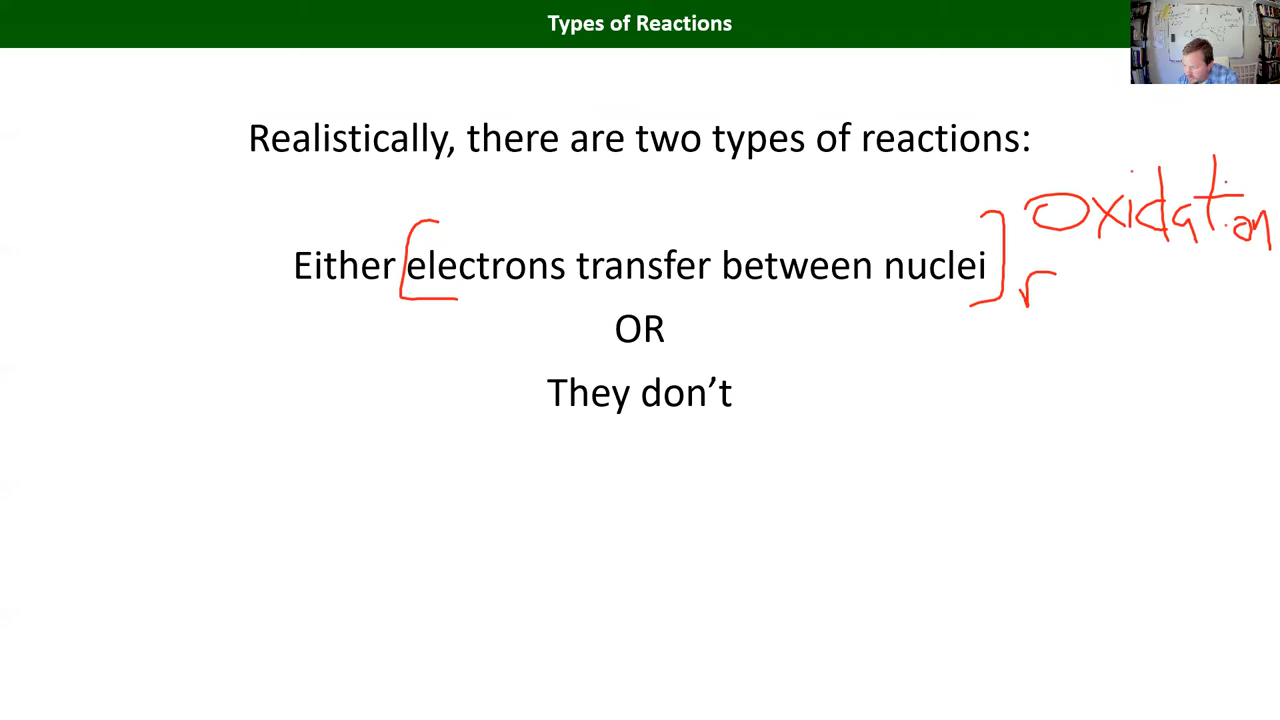 Types of Reactions
Realistically, there are two types of reactions:
Oxidation
Either electrons transfer between nuclei
r
OR
They don’t